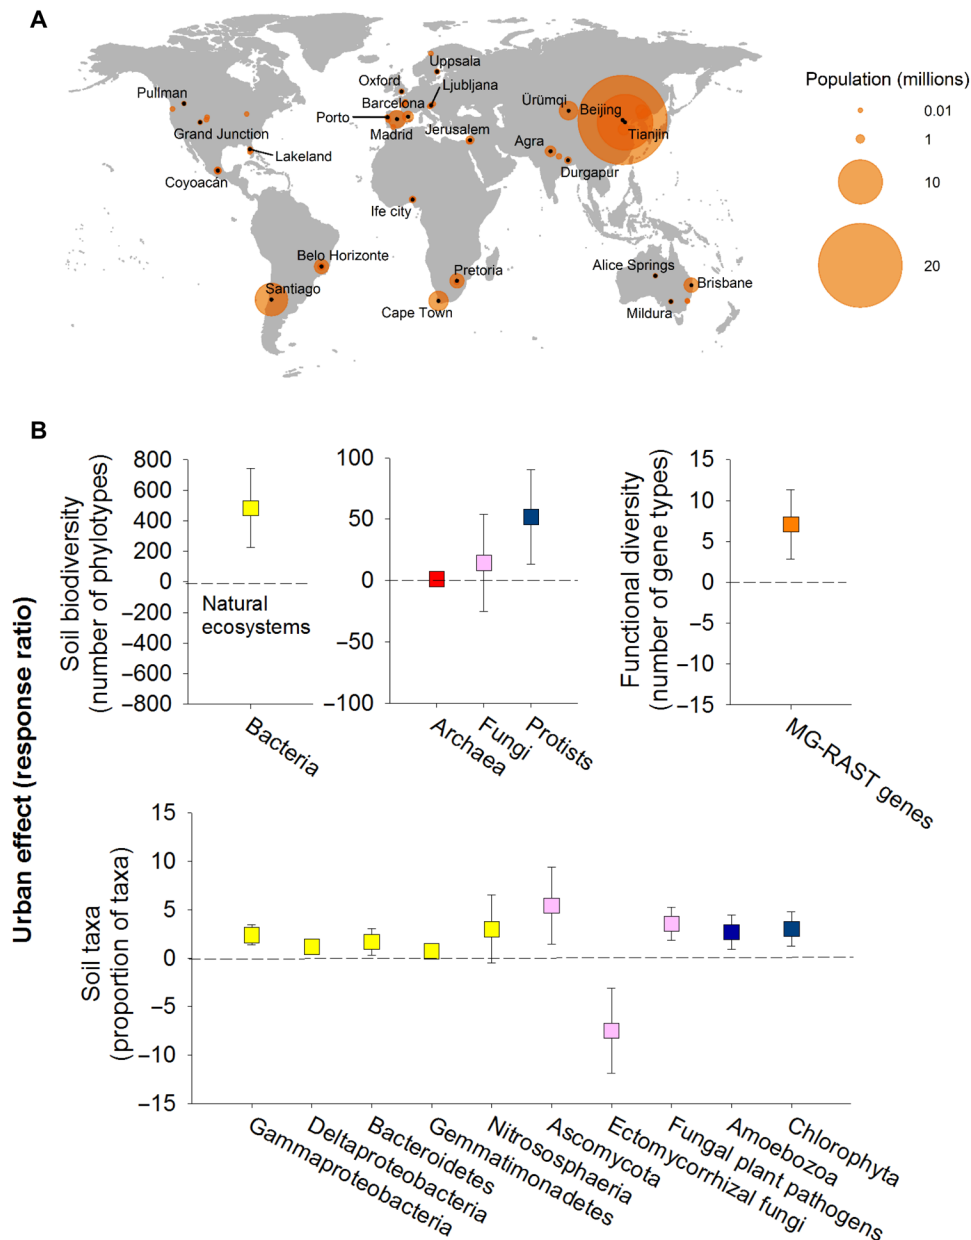 A
Uppsala
Oxford
Ljubljana
Pullman
Barcelona
Ürümqi
Beijing
Porto
Madrid
Grand Junction
Jerusalem
Tianjin
Agra
Lakeland
Durgapur
Coyoacán
Ife city
Belo Horizonte
Pretoria
Alice Springs
Brisbane
Santiago
Cape Town
Mildura
Population (millions)
0.01
1
10
20
B
Urban effect (response ratio)
Soil biodiversity
(number of phylotypes)
800
600
400
200
0
−200
−400
−600
−800
Natural
ecosystems
Bacteria
100
50
0
−50
−100
Archaea
Fungi
Protists
Functional diversity
(number of gene types)
15
10
5
0
−5
−10
−15
MG-RAST genes
Soil taxa
(proportion of taxa)
15
10
5
0
−5
−10
−15
Gammaproteobacteria
Deltaproteobacteria
Bacteroidetes
Gemmatimonadetes
Nitrososphaeria
Ascomycota
Ectomycorrhizal fungi
Fungal plant pathogens
Amoebozoa
Chlorophyta